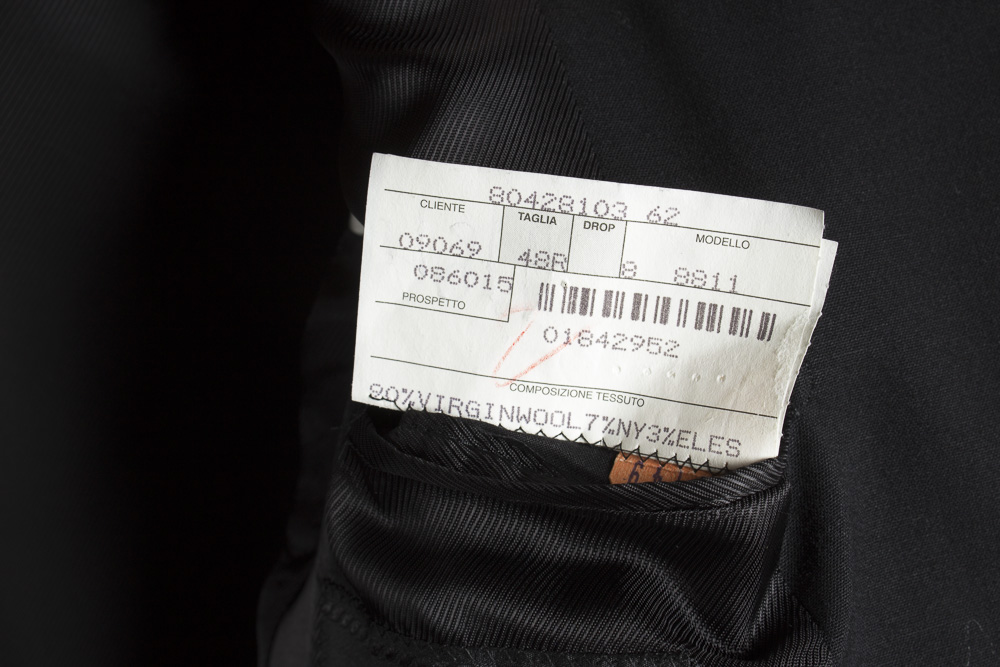 80428103 62
CLIENTE TAGLIA DROP MODELLO
09069 48R 8 8811
086015
PROSPETTO
01842952
COMPOSIZIONE TESSUTO
90%VIRGINWOOL7%NY3%ELES